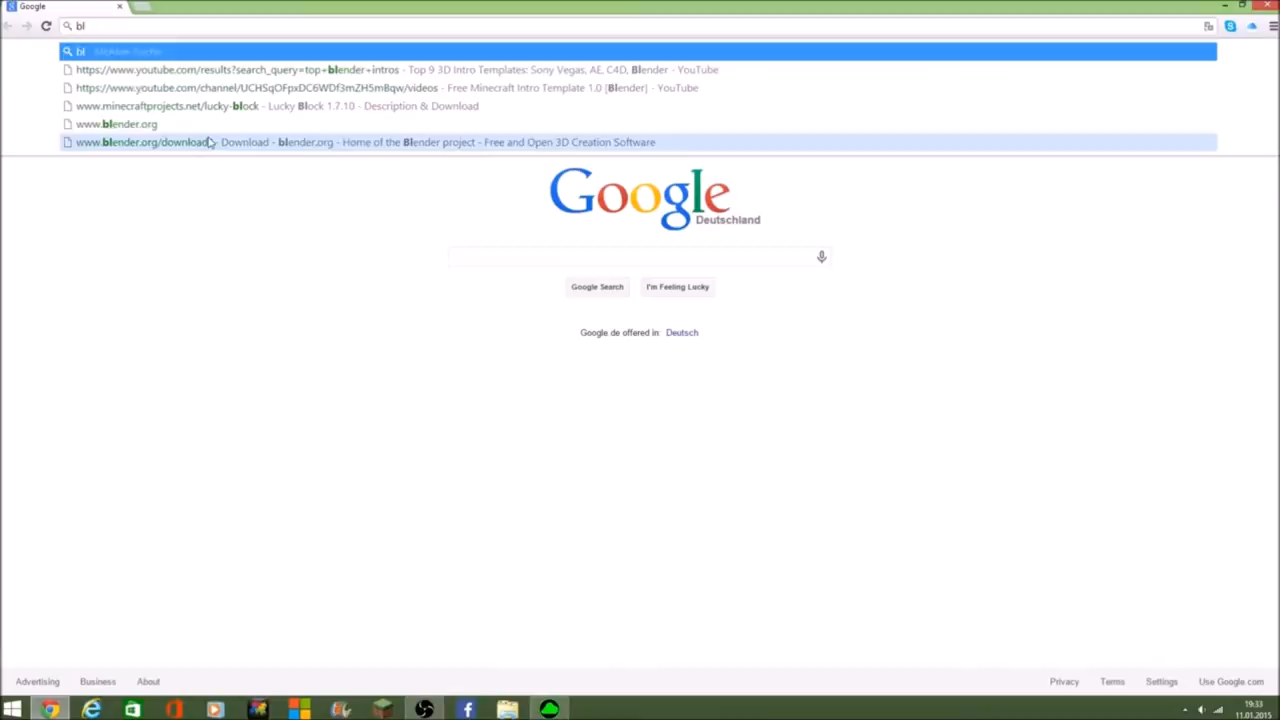 Google
bl
bl
https://www.youtube.com/results?search_query=top+blender+intros - Top 9 3D Intro Templates: Sony Vegas, AE, C4D, Blender - YouTube
https://www.youtube.com/channel/UCHSqOFpxDC6WDf3mZH5mBqw/videos - Free Minecraft Intro Template 1.0 [Blender] - YouTube
www.minecraftprojects.net/lucky-block - Lucky Block 1.7.10 - Description & Download
www.blender.org
www.blender.org/download - Download - blender.org - Home of the Blender project - Free and Open 3D Creation Software
Google
Deutschland
Google Search I'm Feeling Lucky
Google.de offered in: Deutsch
Advertising Business About Privacy Terms Settings Use Google.com
19:33
11.01.2015